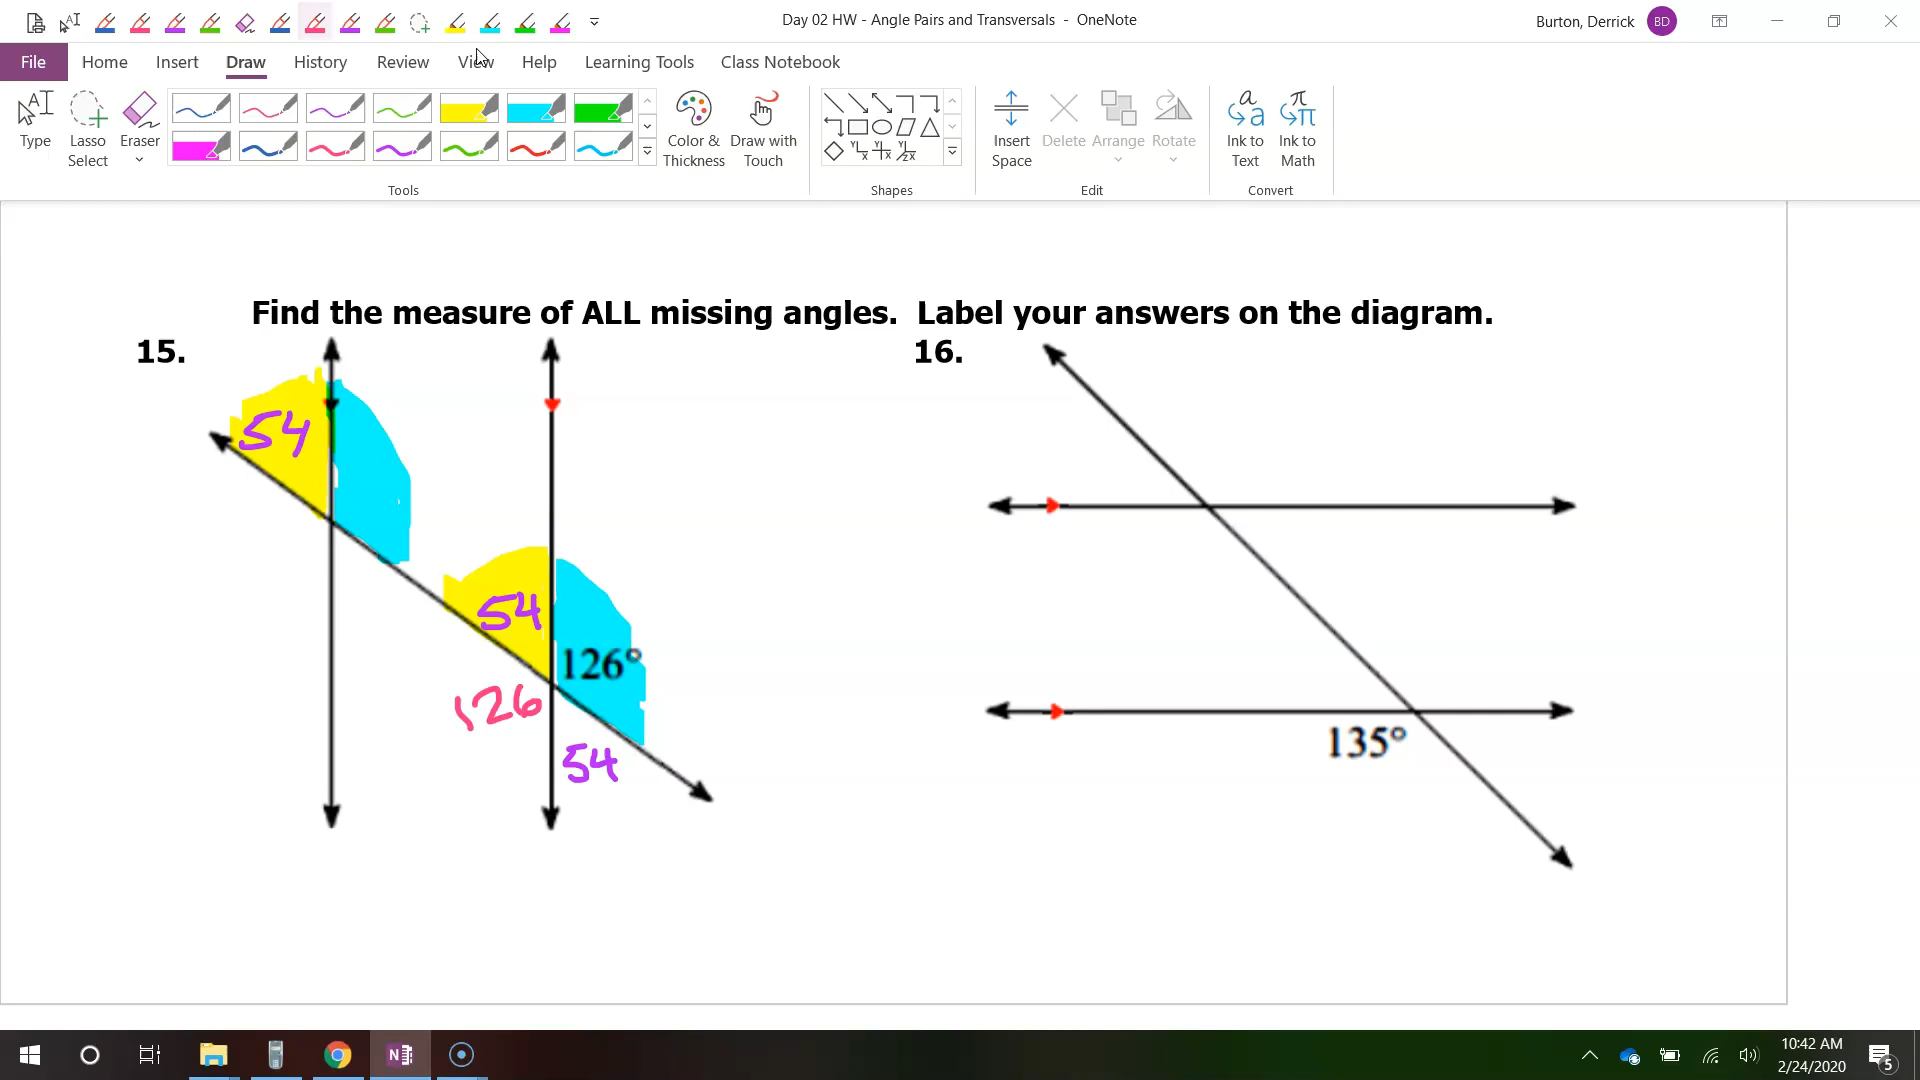 Day 02 HW - Angle Pairs and Transversals - OneNote
Burton, Derrick BD
File Home Insert Draw History Review View Help Learning Tools Class Notebook
Type
Lasso Select
Eraser
Color & Thickness
Draw with Touch
Insert Space
Delete
Arrange
Rotate
Ink to Text
Ink to Math
Tools
Shapes
Edit
Convert
Find the measure of ALL missing angles. Label your answers on the diagram.
15.
16.
54
54
126°
126
54
135°
10:42 AM
2/24/2020
5